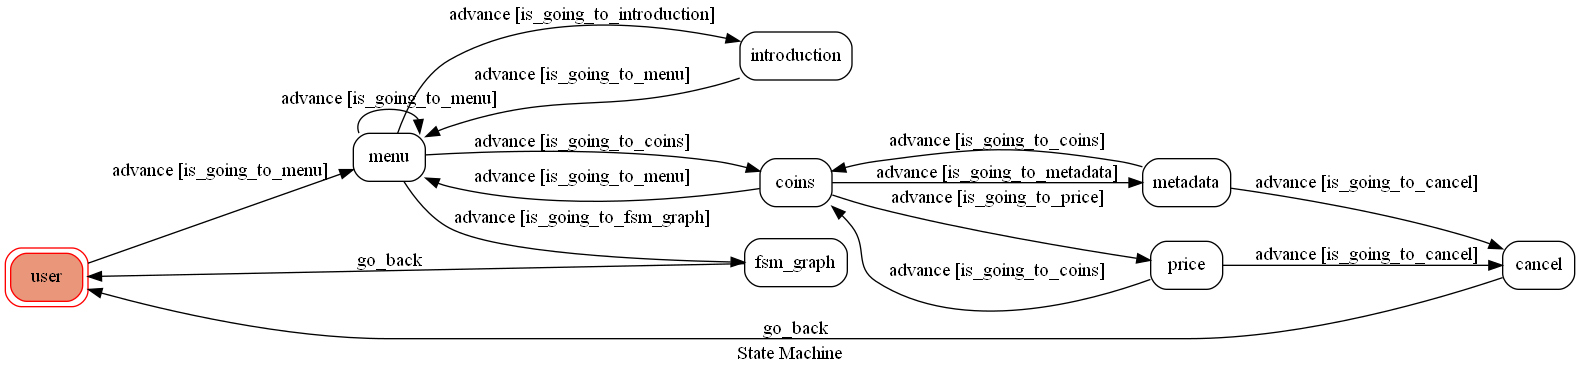 advance [is_going_to_introduction]
introduction
advance [is_going_to_menu]
advance [is_going_to_menu]
advance [is_going_to_menu]
menu
advance [is_going_to_coins]
advance [is_going_to_menu]
coins
advance [is_going_to_coins]
advance [is_going_to_metadata]
advance [is_going_to_price]
metadata
advance [is_going_to_cancel]
advance [is_going_to_fsm_graph]
user
go_back
fsm_graph
advance [is_going_to_coins]
price
advance [is_going_to_cancel]
cancel
go_back
State Machine